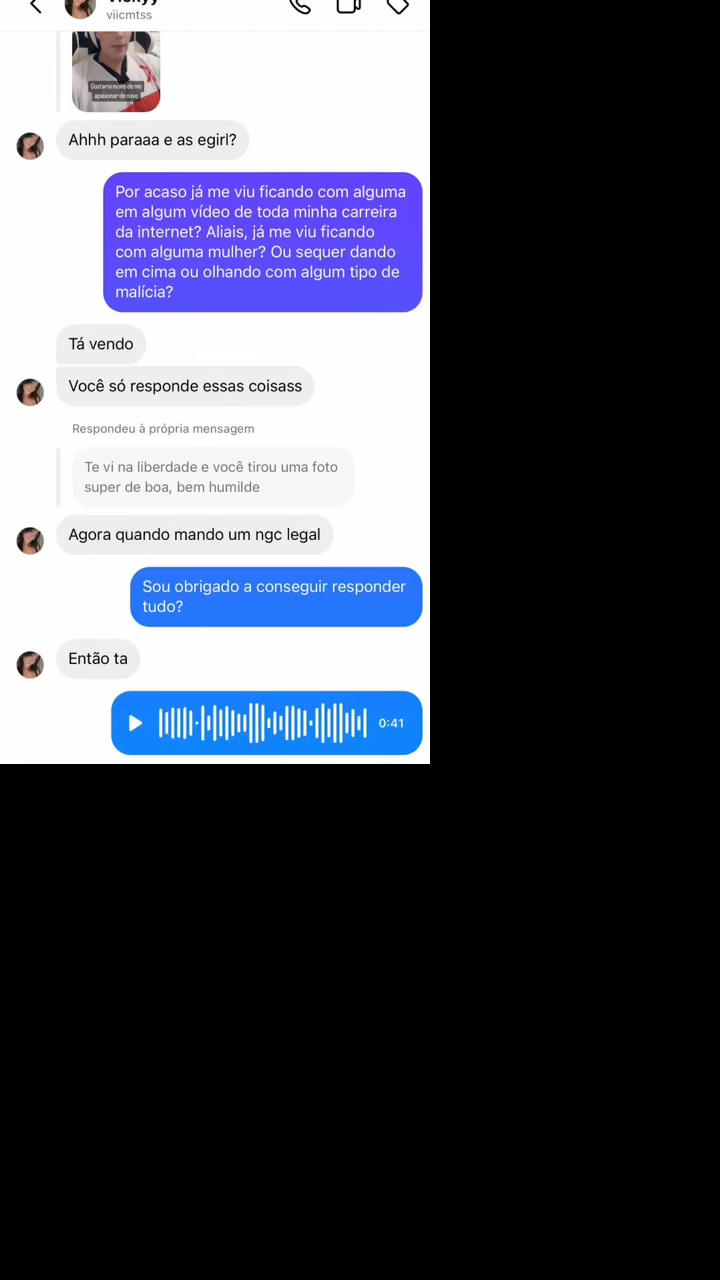 viicmtss
Gostaria muito de me
apaixonar de novo
Ahhh paraaa e as egirl?
Por acaso já me viu ficando com alguma
em algum vídeo de toda minha carreira
da internet? Aliais, já me viu ficando
com alguma mulher? Ou sequer dando
em cima ou olhando com algum tipo de
malícia?
Tá vendo
Você só responde essas coisass
Respondeu à própria mensagem
Te vi na liberdade e você tirou uma foto
super de boa, bem humilde
Agora quando mando um ngc legal
Sou obrigado a conseguir responder
tudo?
Então ta
0:41